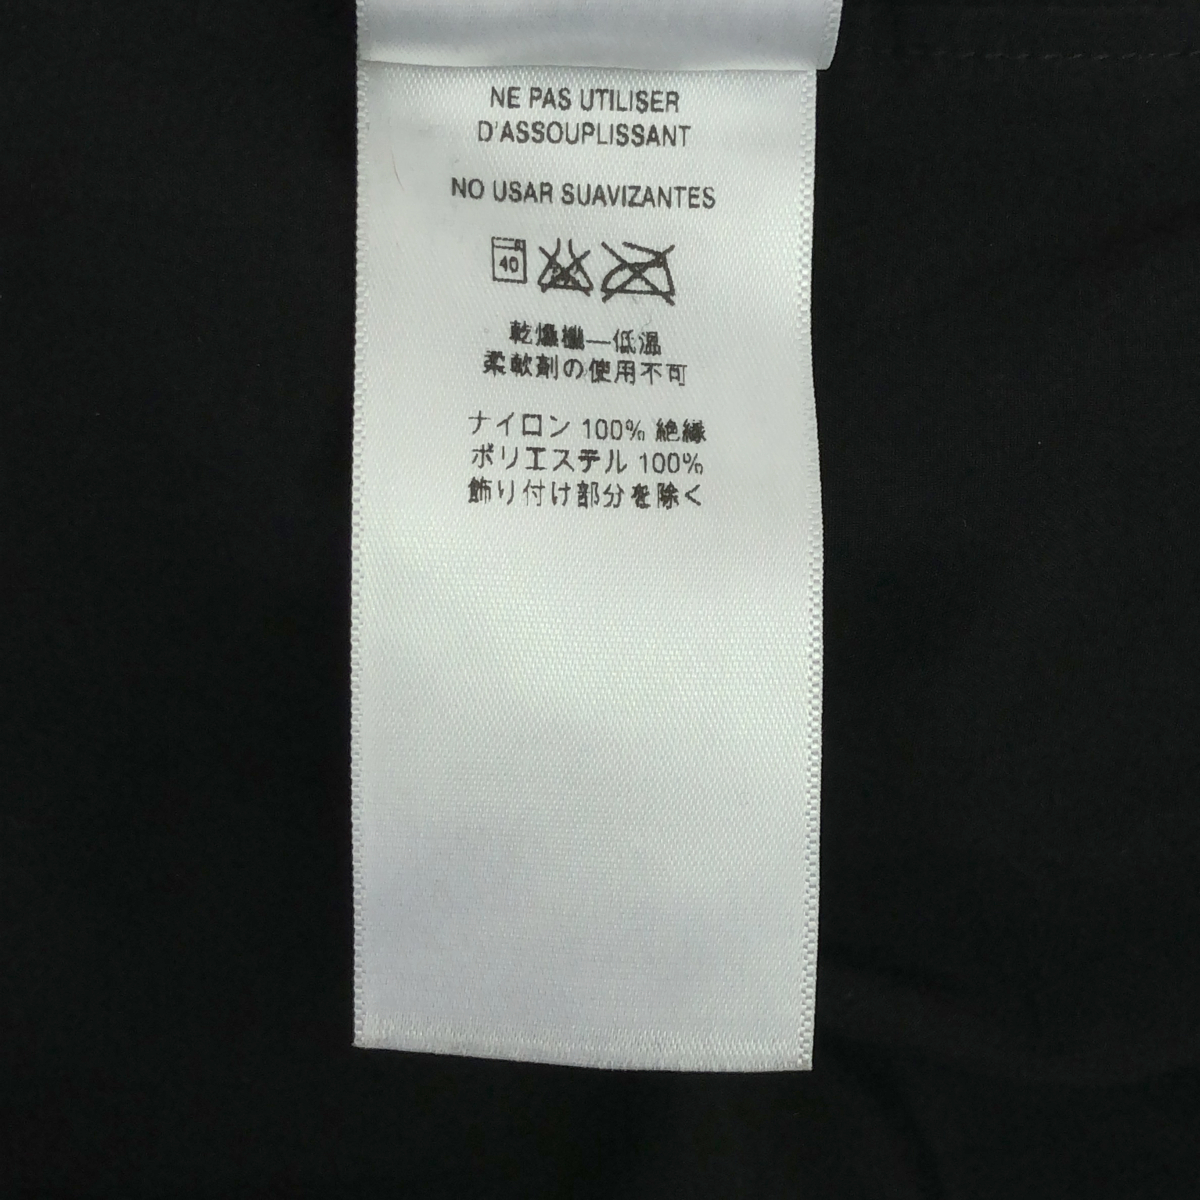 NE PAS UTILISER
D'ASSOUPLISSANT
NO USAR SUAVIZANTES
40
乾燥機—低温
柔軟剤の使用不可
ナイロン 100% 絶縁
ポリエステル 100%
飾り付け部分を除く